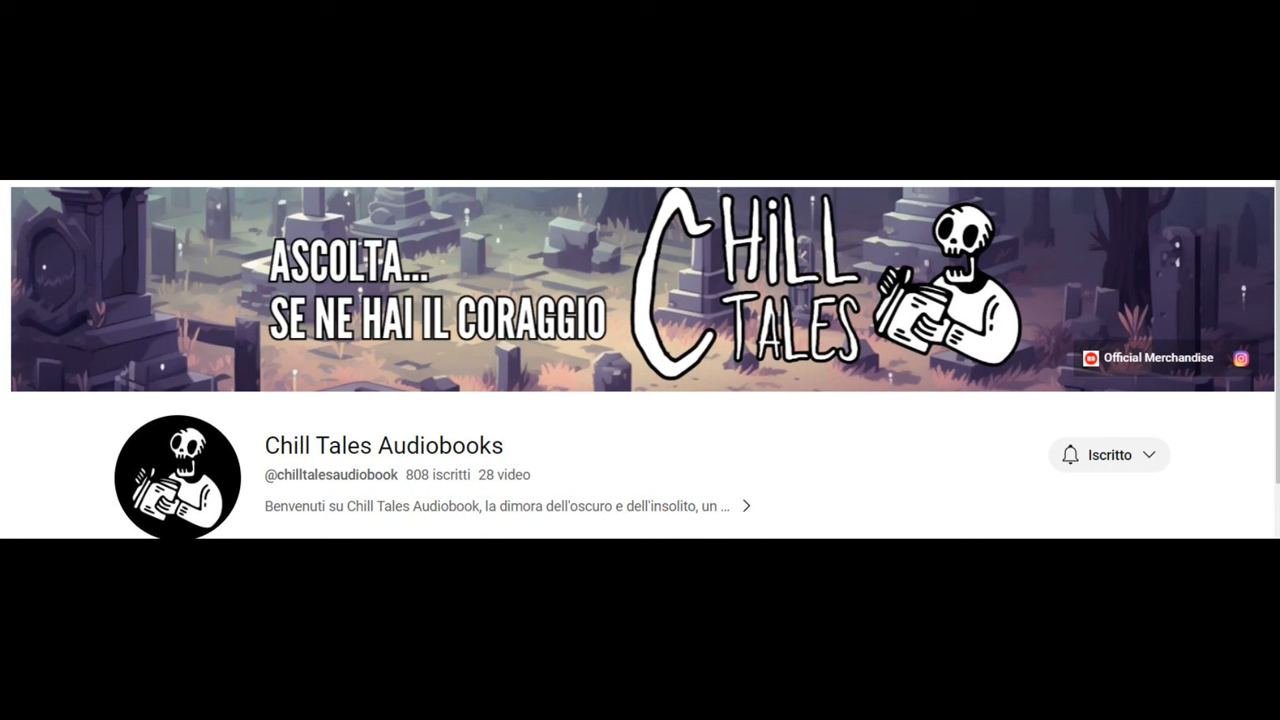 ASCOLTA...
SE NE HAI IL CORAGGIO
CHiLL
TALES
Official Merchandise
Chill Tales Audiobooks
@chilltalesaudiobook 808 iscritti 28 video
Benvenuti su Chill Tales Audiobook, la dimora dell'oscuro e dell'insolito, un ...
Iscritto